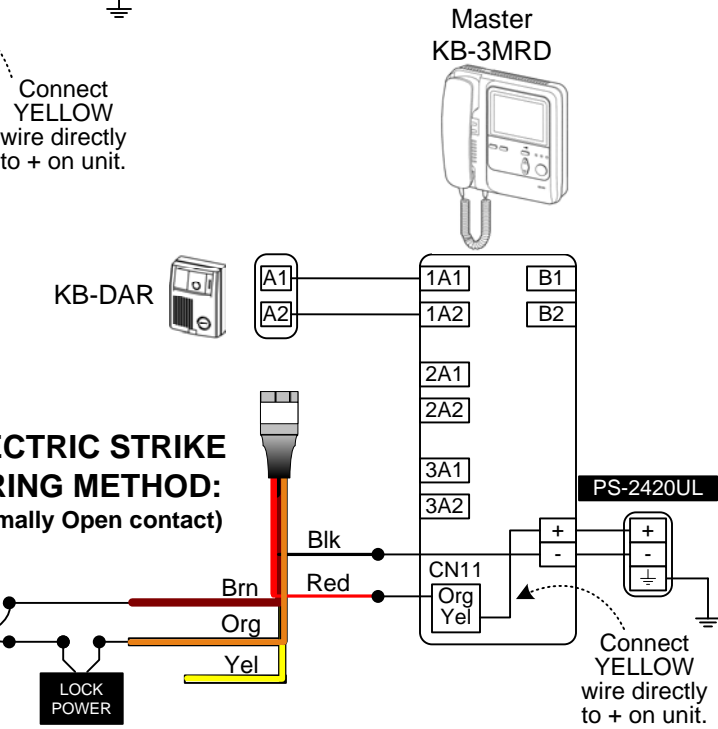 Connect
YELLOW
wire directly
to + on unit.
Master
KB-3MRD
KB-DAR
A1
A2
1A1
B1
1A2
B2
2A1
2A2
3A1
3A2
ECTRIC STRIKE
RING METHOD:
mally Open contact)
PS-2420UL
+
-
+
-
Blk
Red
CN11
Org
Yel
Brn
Org
Yel
LOCK
POWER
Connect
YELLOW
wire directly
to + on unit.